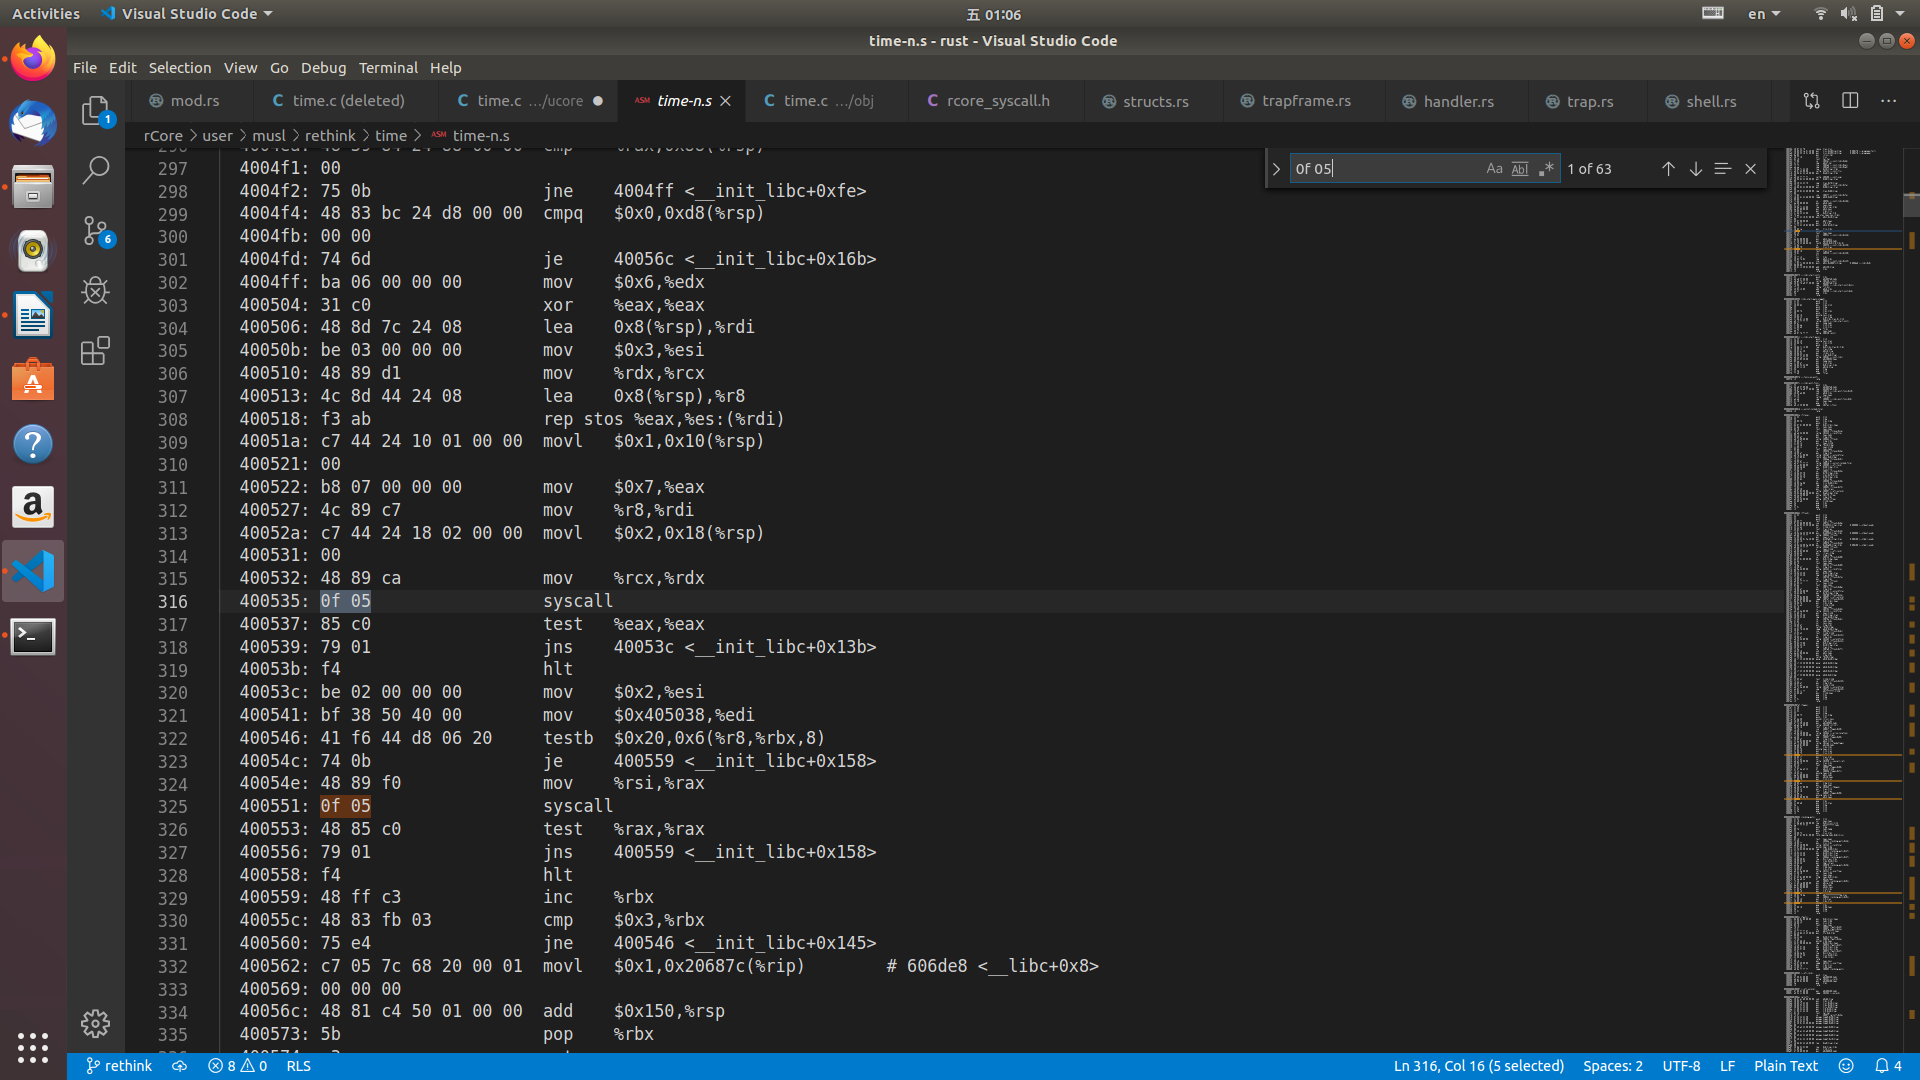 Activities Visual Studio Code 五 01:06 en
time-n.s - rust - Visual Studio Code
File Edit Selection View Go Debug Terminal Help
mod.rs C time.c (deleted) C time.c .../ucore ASM time-n.s C time.c .../obj C rcore_syscall.h structs.rs trapframe.rs handler.rs trap.rs shell.rs
rCore > user > musl > rethink > time > ASM time-n.s
0f 05 Aa Abl .* 1 of 63
297 4004f1: 00
298 4004f2: 75 0b jne 4004ff <__init_libc+0xfe>
299 4004f4: 48 83 bc 24 d8 00 00 cmpq $0x0,0xd8(%rsp)
300 4004fb: 00 00
301 4004fd: 74 6d je 40056c <__init_libc+0x16b>
302 4004ff: ba 06 00 00 00 mov $0x6,%edx
303 400504: 31 c0 xor %eax,%eax
304 400506: 48 8d 7c 24 08 lea 0x8(%rsp),%rdi
305 40050b: be 03 00 00 00 mov $0x3,%esi
306 400510: 48 89 d1 mov %rdx,%rcx
307 400513: 4c 8d 44 24 08 lea 0x8(%rsp),%r8
308 400518: f3 ab rep stos %eax,%es:(%rdi)
309 40051a: c7 44 24 10 01 00 00 movl $0x1,0x10(%rsp)
310 400521: 00
311 400522: b8 07 00 00 00 mov $0x7,%eax
312 400527: 4c 89 c7 mov %r8,%rdi
313 40052a: c7 44 24 18 02 00 00 movl $0x2,0x18(%rsp)
314 400531: 00
315 400532: 48 89 ca mov %rcx,%rdx
316 400535: 0f 05 syscall
317 400537: 85 c0 test %eax,%eax
318 400539: 79 01 jns 40053c <__init_libc+0x13b>
319 40053b: f4 hlt
320 40053c: be 02 00 00 00 mov $0x2,%esi
321 400541: bf 38 50 40 00 mov $0x405038,%edi
322 400546: 41 f6 44 d8 06 20 testb $0x20,0x6(%r8,%rbx,8)
323 40054c: 74 0b je 400559 <__init_libc+0x158>
324 40054e: 48 89 f0 mov %rsi,%rax
325 400551: 0f 05 syscall
326 400553: 48 85 c0 test %rax,%rax
327 400556: 79 01 jns 400559 <__init_libc+0x158>
328 400558: f4 hlt
329 400559: 48 ff c3 inc %rbx
330 40055c: 48 83 fb 03 cmp $0x3,%rbx
331 400560: 75 e4 jne 400546 <__init_libc+0x145>
332 400562: c7 05 7c 68 20 00 01 movl $0x1,0x20687c(%rip) # 606de8 <__libc+0x8>
333 400569: 00 00 00
334 40056c: 48 81 c4 50 01 00 00 add $0x150,%rsp
335 400573: 5b pop %rbx
1
6
rethink 8 0 RLS Ln 316, Col 16 (5 selected) Spaces: 2 UTF-8 LF Plain Text 4